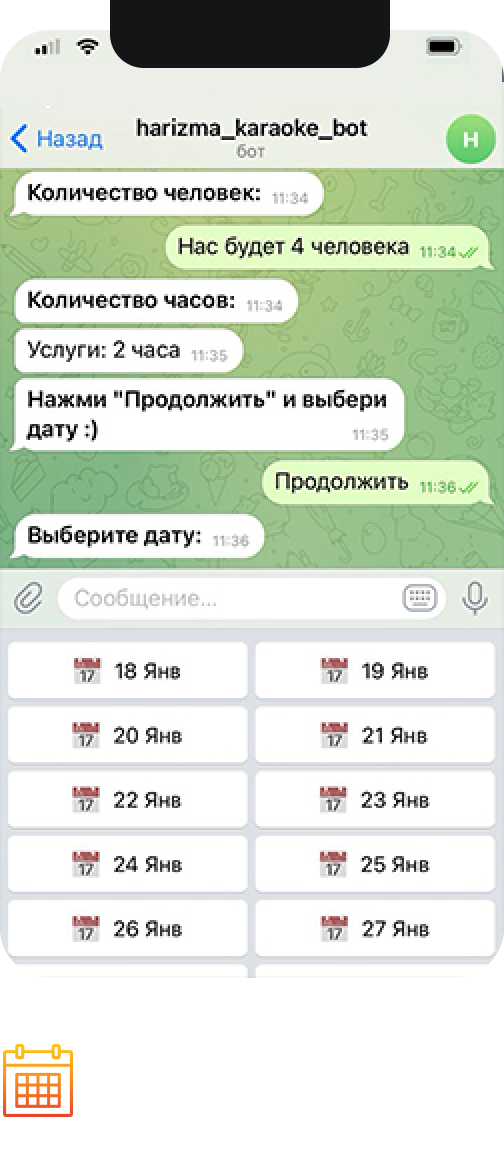 Назад
harizma_karaoke_bot
бот
H
Количество человек: 11:34
Нас будет 4 человека 11:34
Количество часов: 11:34
Услуги: 2 часа 11:35
Нажми "Продолжить" и выбери
дату :) 11:35
Продолжить 11:36
Выберите дату: 11:36
Сообщение...
17 18 Янв
17 19 Янв
17 20 Янв
17 21 Янв
17 22 Янв
17 23 Янв
17 24 Янв
17 25 Янв
17 26 Янв
17 27 Янв